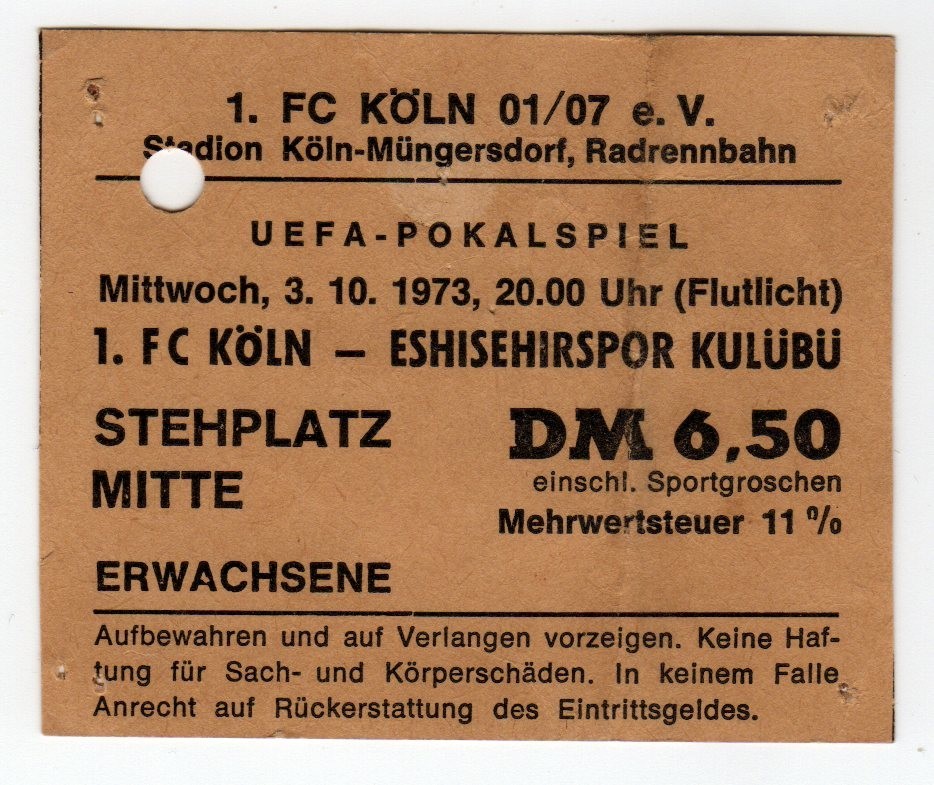 1. FC KÖLN 01/07 e. V.
Stadion Köln-Müngersdorf, Radrennbahn
UEFA-POKALSPIEL
Mittwoch, 3. 10. 1973, 20.00 Uhr (Flutlicht)
1. FC KÖLN – ESHISEHIRSPOR KULÜBÜ
STEHPLATZ DM 6,50
MITTE einschl. Sportgroschen
Mehrwertsteuer 11 %
ERWACHSENE
Aufbewahren und auf Verlangen vorzeigen. Keine Haf-
tung für Sach- und Körperschäden. In keinem Falle
Anrecht auf Rückerstattung des Eintrittsgeldes.